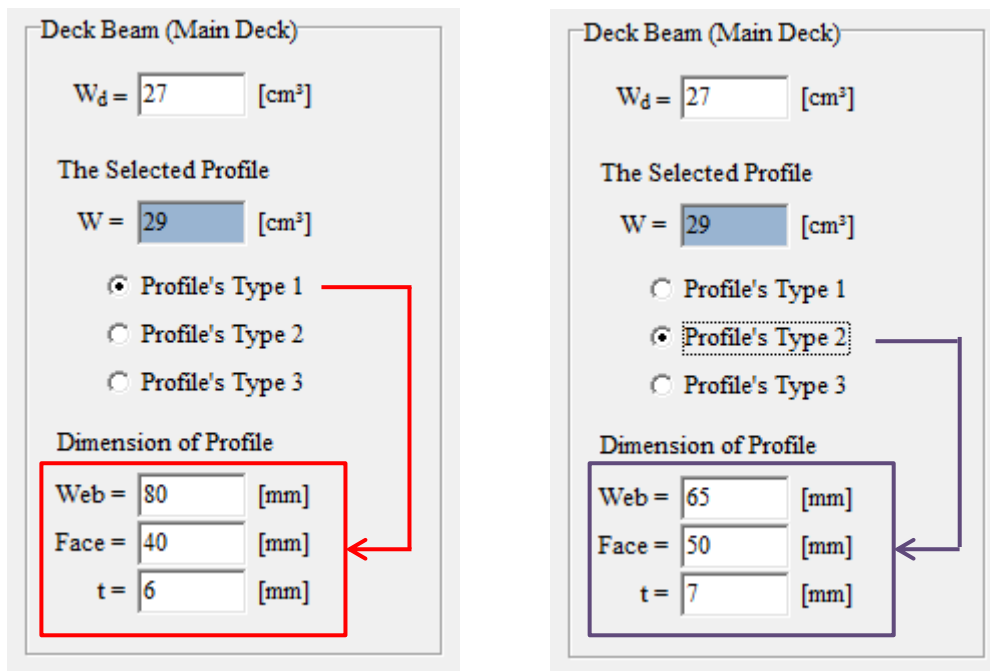 Deck Beam (Main Deck)
W_d = 27 [cm³]
The Selected Profile
W = 29 [cm³]
Profile's Type 1
Profile's Type 2
Profile's Type 3
Dimension of Profile
Web = 80 [mm]
Face = 40 [mm]
t = 6 [mm]
Deck Beam (Main Deck)
W_d = 27 [cm³]
The Selected Profile
W = 29 [cm³]
Profile's Type 1
Profile's Type 2
Profile's Type 3
Dimension of Profile
Web = 65 [mm]
Face = 50 [mm]
t = 7 [mm]